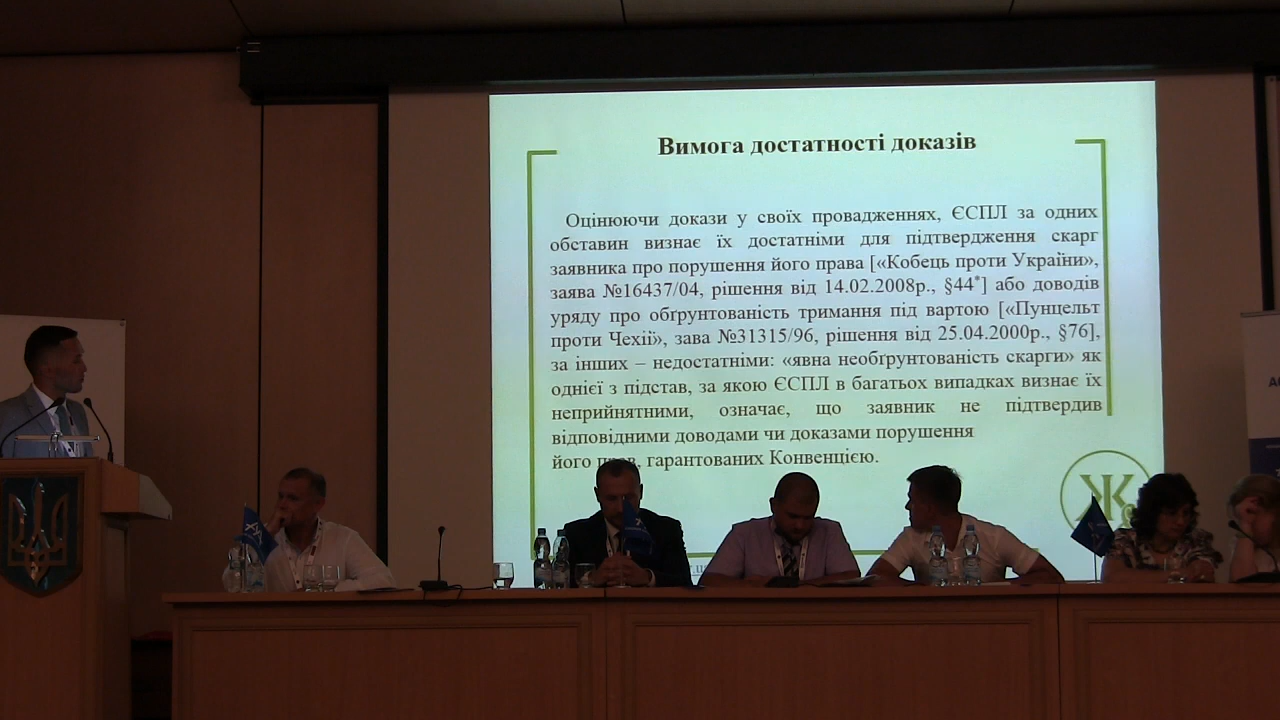 Вимога достатності доказів
Оцінюючи докази у своїх провадженнях, ЄСПЛ за одних
обставин визнає їх достатніми для підтвердження скарг
заявника про порушення його права [«Кобець проти України»,
заява №16437/04, рішення від 14.02.2008р., §44*] або доводів
уряду про обґрунтованість тримання під вартою [«Пунцельт
проти Чехії», зава №31315/96, рішення від 25.04.2000р., §76],
за інших – недостатніми: «явна необґрунтованість скарги» як
однієї з підстав, за якою ЄСПЛ в багатьох випадках визнає їх
неприйнятними, означає, що заявник не підтвердив
відповідними доводами чи доказами порушення
його прав, гарантованих Конвенцією.
Ж